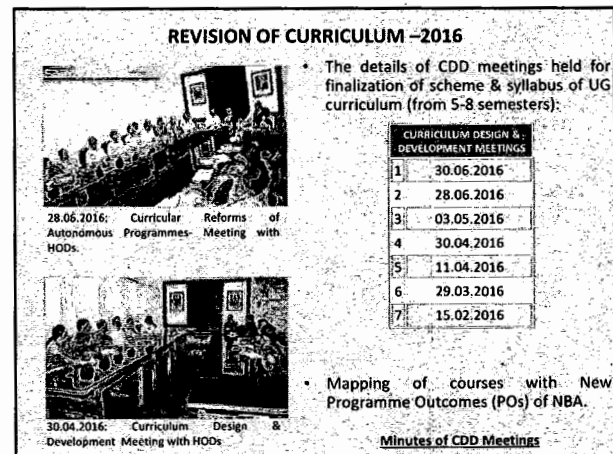 REVISION OF CURRICULUM –2016
28.06.2016: Curricular Reforms of
Autonomous Programmes- Meeting with
HODs.
30.04.2016: Curriculum Design &
Development Meeting with HODs
• The details of CDD meetings held for
finalization of scheme & syllabus of UG
curriculum (from 5-8 semesters):
CURRICULUM DESIGN &
DEVELOPMENT MEETINGS
1 30.06.2016
2 28.06.2016
3 03.05.2016
4 30.04.2016
5 11.04.2016
6 29.03.2016
7 15.02.2016
• Mapping of courses with New
Programme Outcomes (POs) of NBA.
Minutes of CDD Meetings